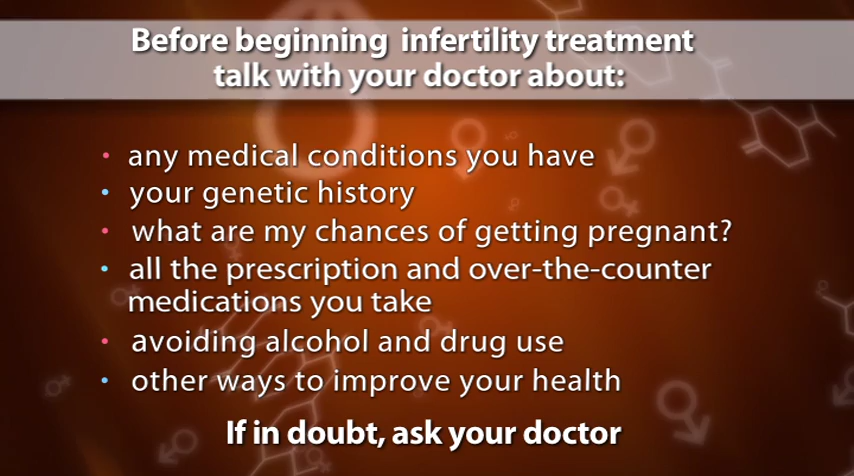 Before beginning infertility treatment
talk with your doctor about:
• any medical conditions you have
• your genetic history
• what are my chances of getting pregnant?
• all the prescription and over-the-counter
medications you take
• avoiding alcohol and drug use
• other ways to improve your health
If in doubt, ask your doctor